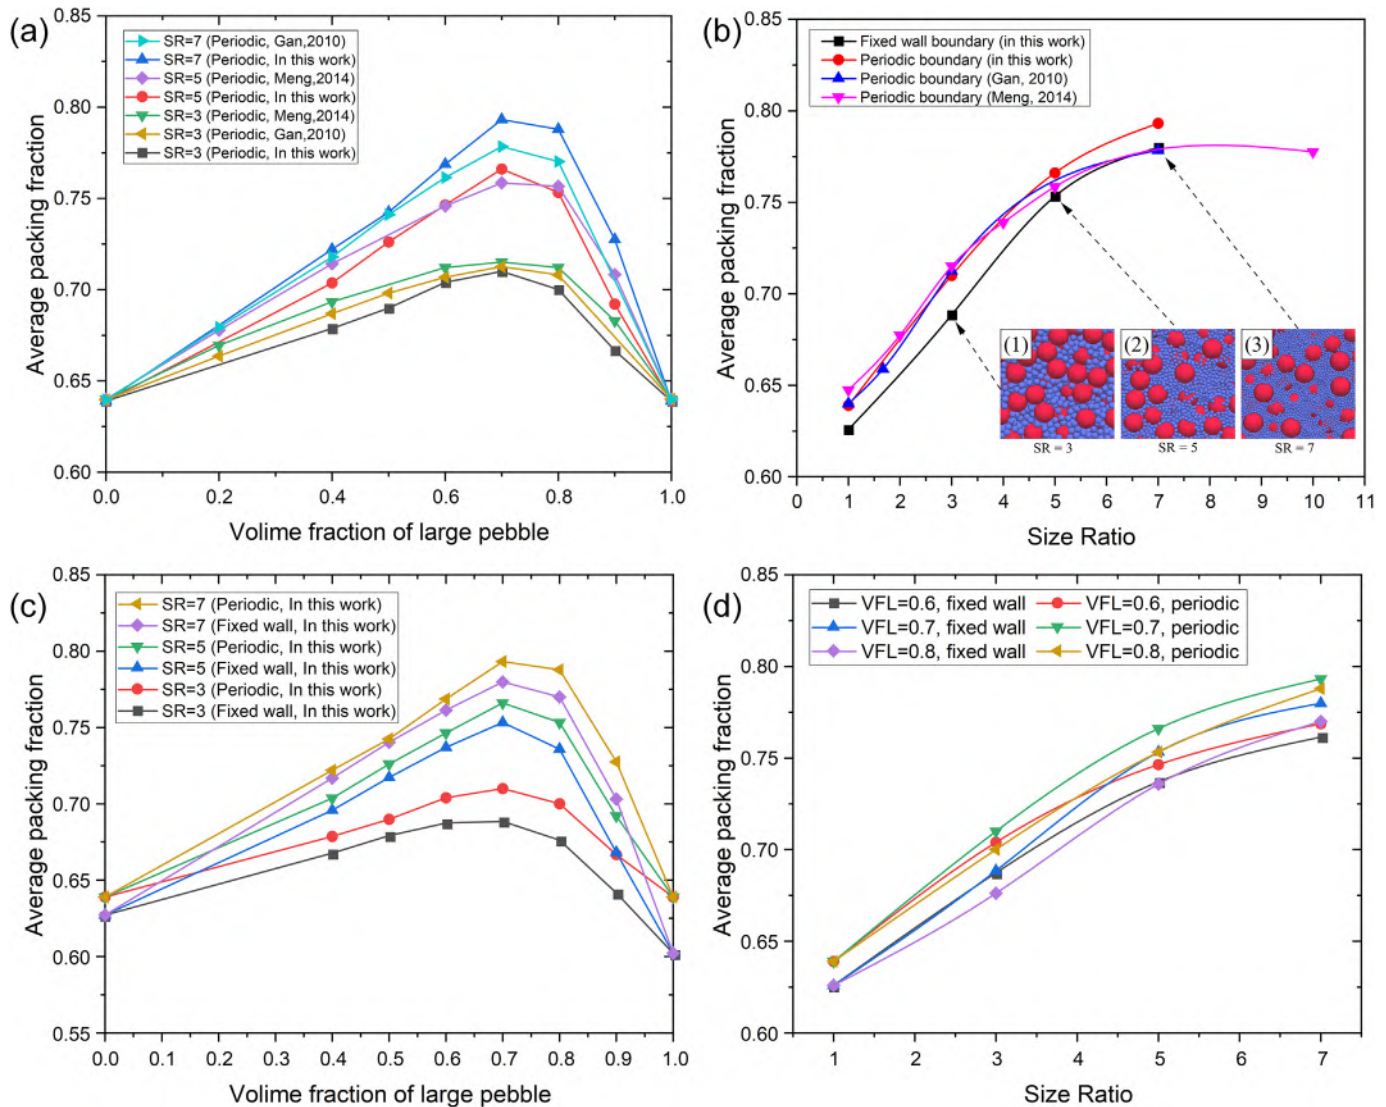 (a)
0.85
0.80
0.75
0.70
0.65
0.60
Average packing fraction
SR=7 (Periodic, Gan,2010)
SR=7 (Periodic, In this work)
SR=5 (Periodic, Meng,2014)
SR=5 (Periodic, In this work)
SR=3 (Periodic, Meng,2014)
SR=3 (Periodic, Gan,2010)
SR=3 (Periodic, In this work)
0.0 0.2 0.4 0.6 0.8 1.0
Volime fraction of large pebble
(b)
0.85
0.80
0.75
0.70
0.65
0.60
Average packing fraction
Fixed wall boundary (in this work)
Periodic boundary (in this work)
Periodic boundary (Gan, 2010)
Periodic boundary (Meng, 2014)
(1) (2) (3)
SR = 3 SR = 5 SR = 7
0 1 2 3 4 5 6 7 8 9 10 11
Size Ratio
(c)
0.85
0.80
0.75
0.70
0.65
0.60
0.55
Average packing fraction
SR=7 (Periodic, In this work)
SR=7 (Fixed wall, In this work)
SR=5 (Periodic, In this work)
SR=5 (Fixed wall, In this work)
SR=3 (Periodic, In this work)
SR=3 (Fixed wall, In this work)
0.0 0.1 0.2 0.3 0.4 0.5 0.6 0.7 0.8 0.9 1.0
Volime fraction of large pebble
(d)
0.85
0.80
0.75
0.70
0.65
0.60
Average packing fraction
VFL=0.6, fixed wall VFL=0.6, periodic
VFL=0.7, fixed wall VFL=0.7, periodic
VFL=0.8, fixed wall VFL=0.8, periodic
1 2 3 4 5 6 7
Size Ratio